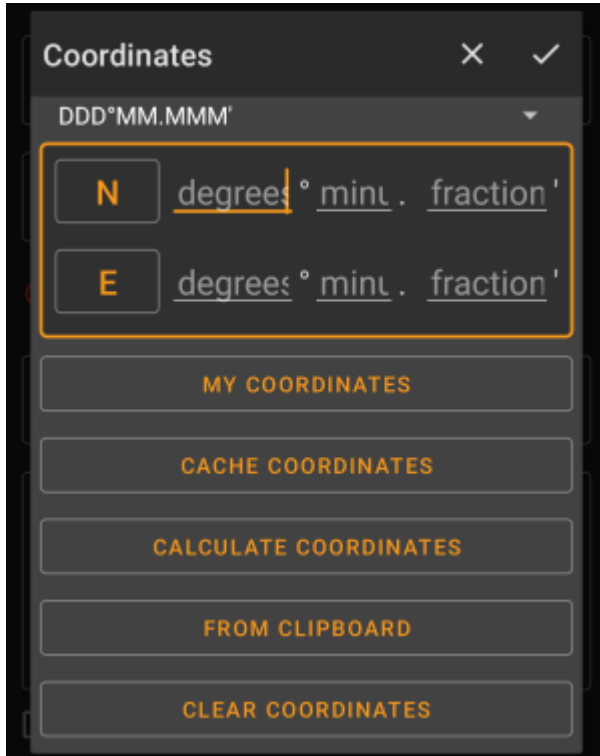 Coordinates
DDD°MM.MMM'
N degrees ° minu . fraction '
E degrees ° minu . fraction '
MY COORDINATES
CACHE COORDINATES
CALCULATE COORDINATES
FROM CLIPBOARD
CLEAR COORDINATES